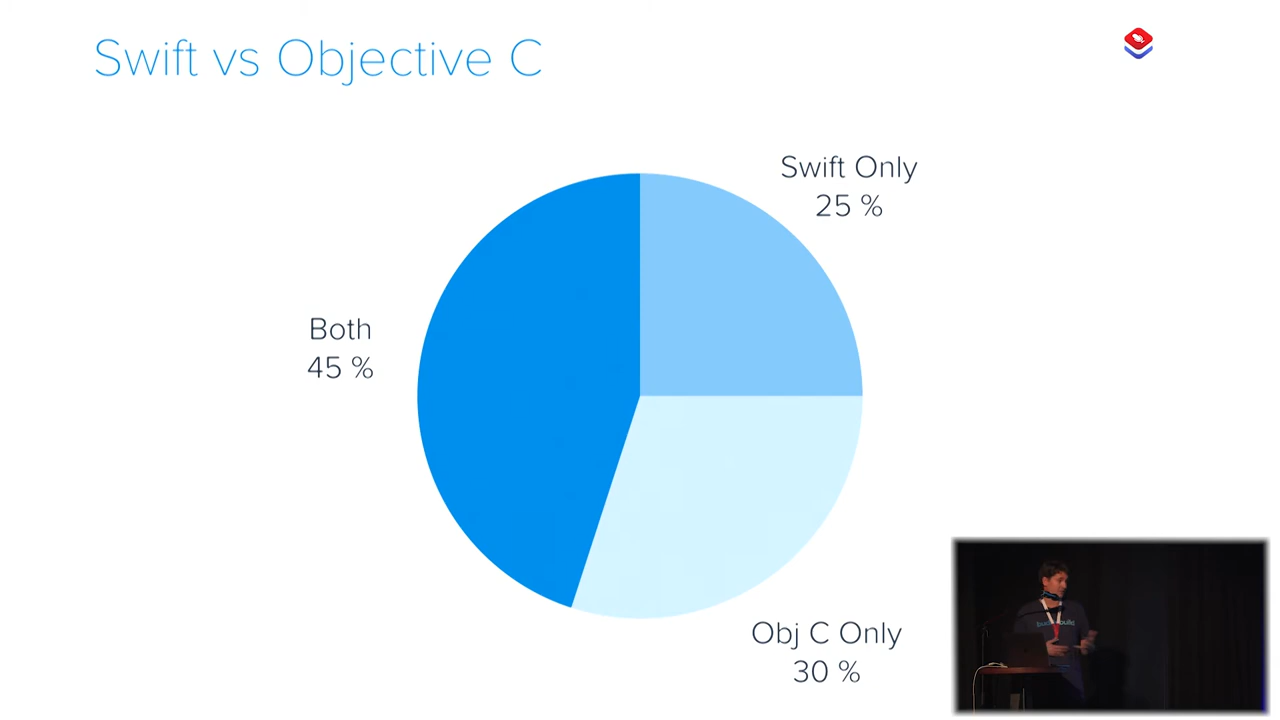 Swift vs Objective C
Swift Only
25 %
Both
45 %
Obj C Only
30 %